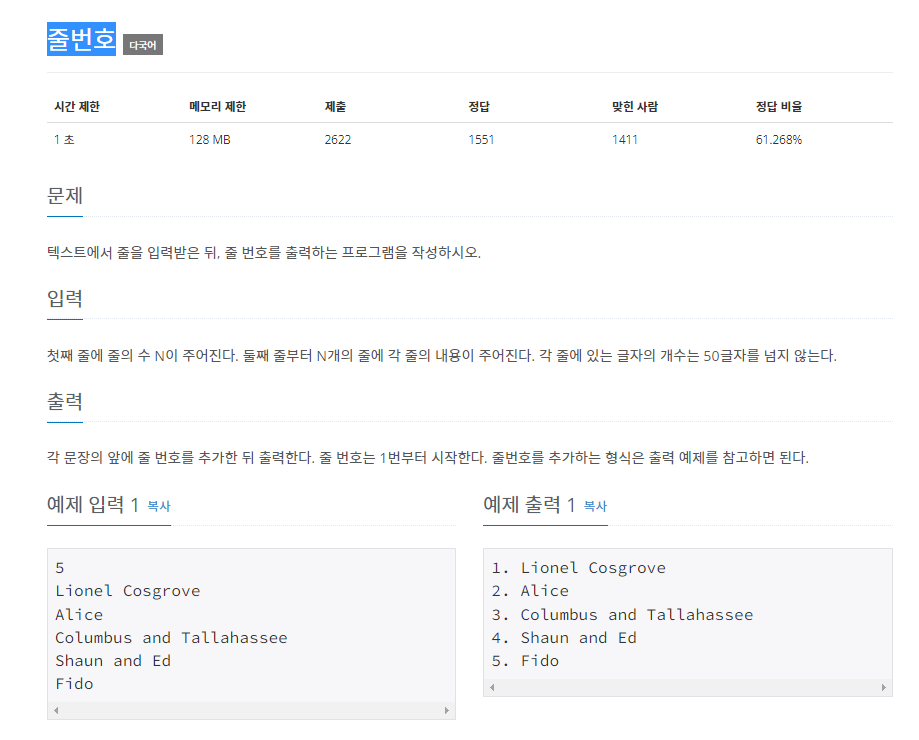 줄번호 다국어
시간 제한 메모리 제한 제출 정답 맞힌 사람 정답 비율
1 초 128 MB 2622 1551 1411 61.268%
문제
텍스트에서 줄을 입력받은 뒤, 줄 번호를 출력하는 프로그램을 작성하시오.
입력
첫째 줄에 줄의 수 N이 주어진다. 둘째 줄부터 N개의 줄에 각 줄의 내용이 주어진다. 각 줄에 있는 글자의 개수는 50글자를 넘지 않는다.
출력
각 문장의 앞에 줄 번호를 추가한 뒤 출력한다. 줄 번호는 1번부터 시작한다. 줄번호를 추가하는 형식은 출력 예제를 참고하면 된다.
예제 입력 1 복사
5
Lionel Cosgrove
Alice
Columbus and Tallahassee
Shaun and Ed
Fido
예제 출력 1 복사
1. Lionel Cosgrove
2. Alice
3. Columbus and Tallahassee
4. Shaun and Ed
5. Fido